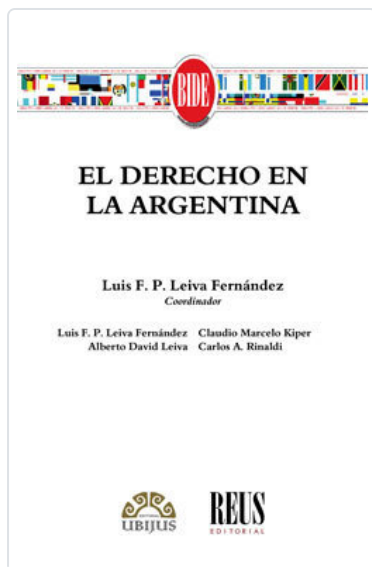 BIDE
EL DERECHO EN
LA ARGENTINA
Luis F. P. Leiva Fernández
Coordinador
Luis F. P. Leiva Fernández Claudio Marcelo Kiper
Alberto David Leiva Carlos A. Rinaldi
EDITORIAL
UBIJUS
REUS
EDITORIAL